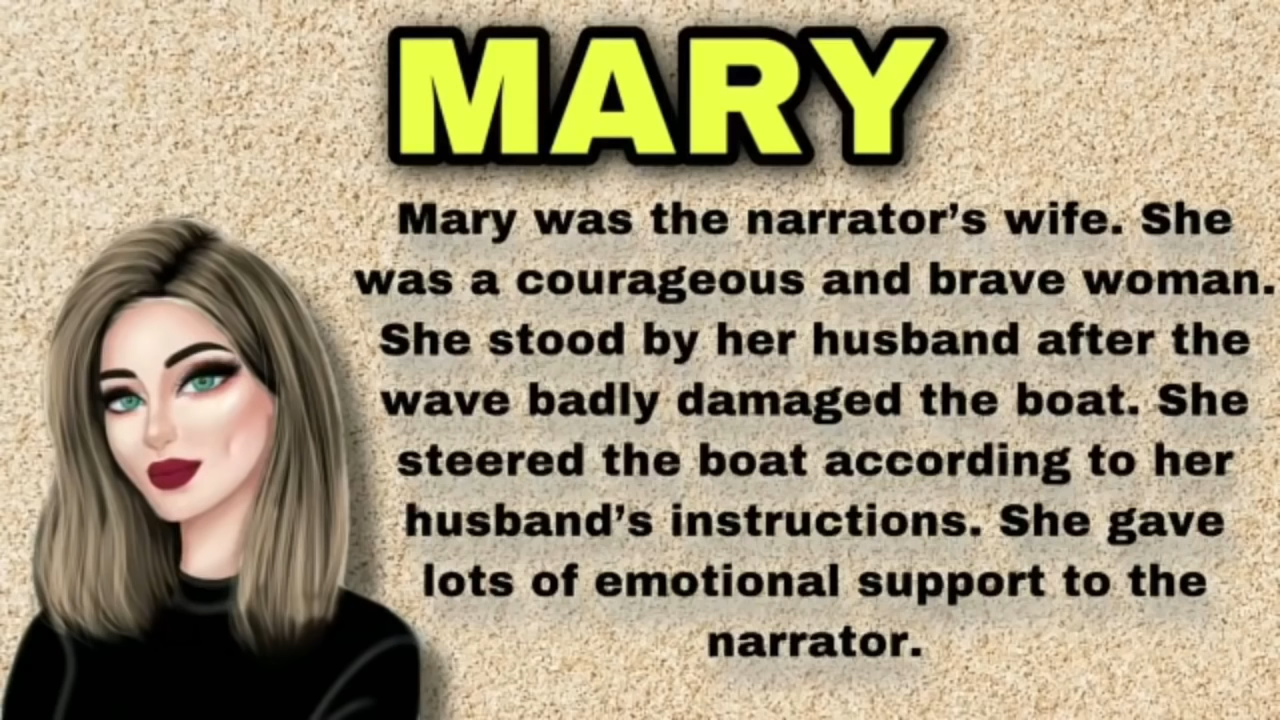 MARY
Mary was the narrator’s wife. She
was a courageous and brave woman.
She stood by her husband after the
wave badly damaged the boat. She
steered the boat according to her
husband’s instructions. She gave
lots of emotional support to the
narrator.